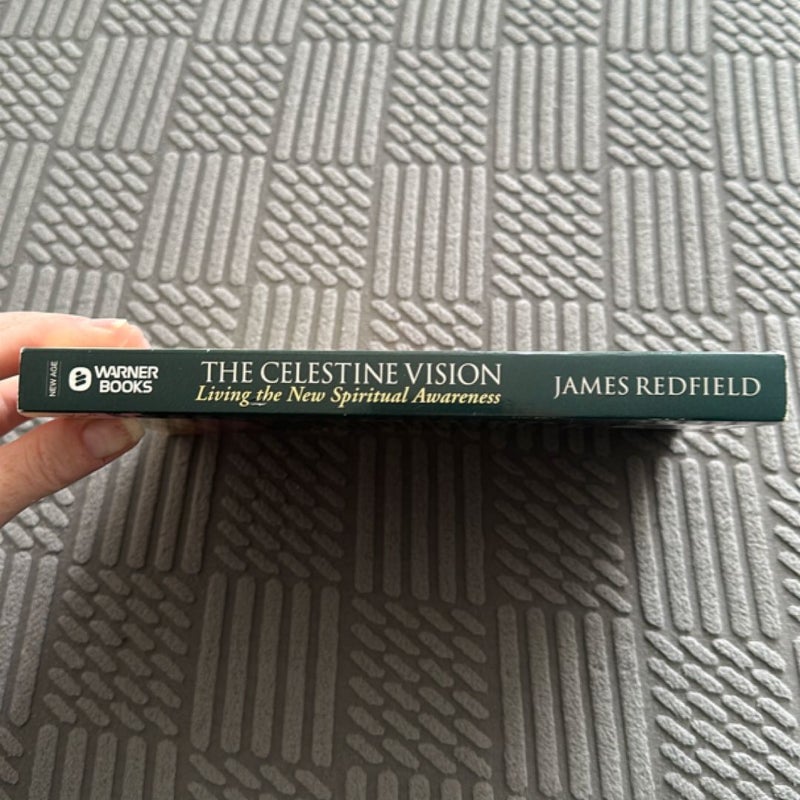 NEW AGE
WARNER
BOOKS
THE CELESTINE VISION
Living the New Spiritual Awareness
JAMES REDFIELD